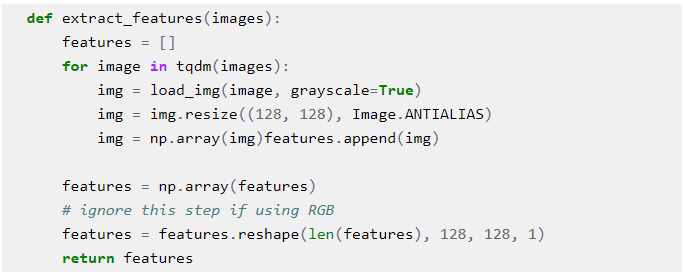 def extract_features(images):
    features = []
    for image in tqdm(images):
        img = load_img(image, grayscale=True)
        img = img.resize((128, 128), Image.ANTIALIAS)
        img = np.array(img)features.append(img)

    features = np.array(features)
    # ignore this step if using RGB
    features = features.reshape(len(features), 128, 128, 1)
    return features